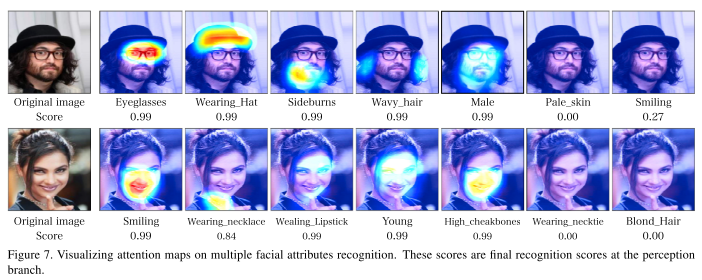 Original image Eyeglasses Wearing_Hat Sideburns Wavy_hair Male Pale_skin Smiling
Score 0.99 0.99 0.99 0.99 0.99 0.00 0.27
Original image Smiling Wearing_necklace Wealing_Lipstick Young High_cheakbones Wearing_necktie Blond_Hair
Score 0.99 0.84 0.99 0.99 0.99 0.00 0.00
Figure 7. Visualizing attention maps on multiple facial attributes recognition. These scores are final recognition scores at the perception
branch.